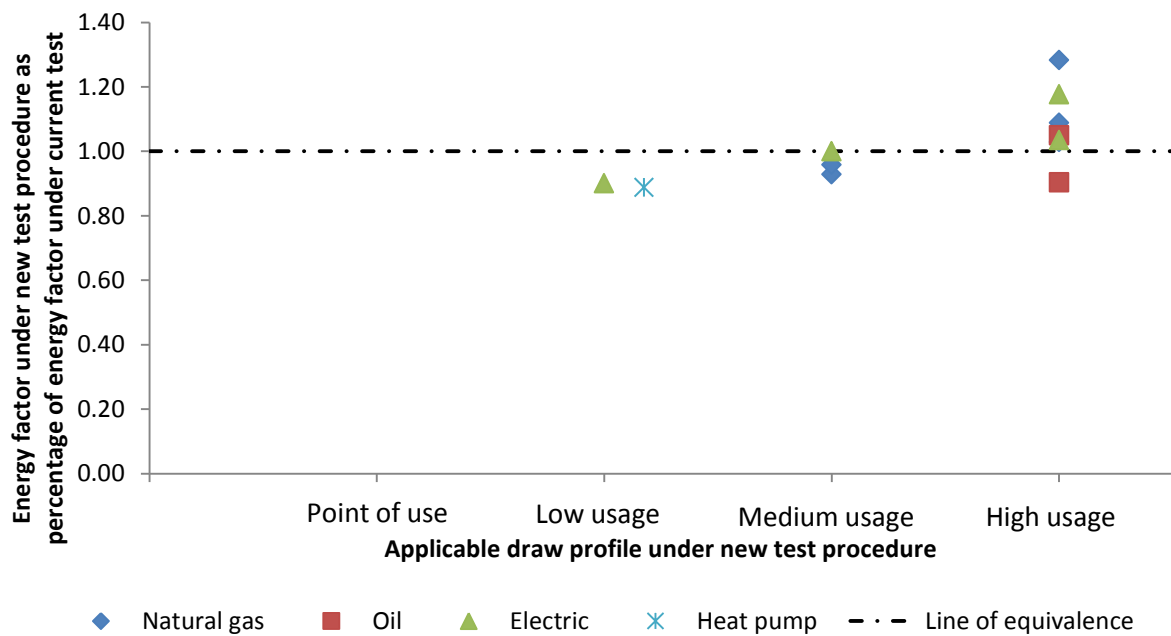 Energy factor under new test procedure as
percentage of energy factor under current test
1.40
1.20
1.00
0.80
0.60
0.40
0.20
0.00
Point of use Low usage Medium usage High usage
Applicable draw profile under new test procedure
Natural gas Oil Electric Heat pump Line of equivalence